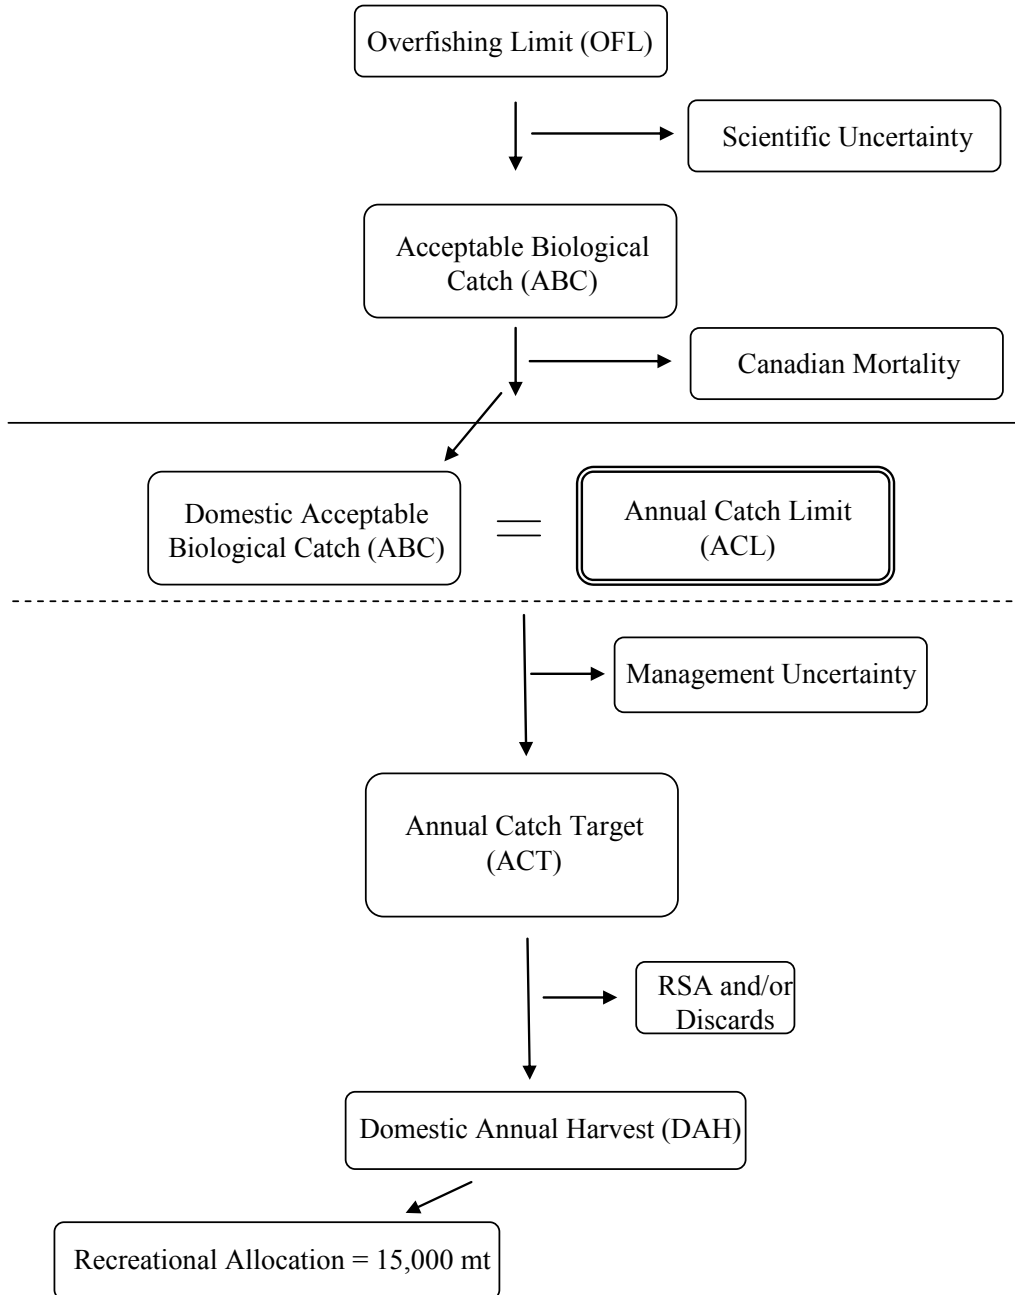 Overfishing Limit (OFL)
Scientific Uncertainty
Acceptable Biological
Catch (ABC)
Canadian Mortality
Domestic Acceptable
Biological Catch (ABC)
=
Annual Catch Limit
(ACL)
Management Uncertainty
Annual Catch Target
(ACT)
RSA and/or
Discards
Domestic Annual Harvest (DAH)
Recreational Allocation = 15,000 mt